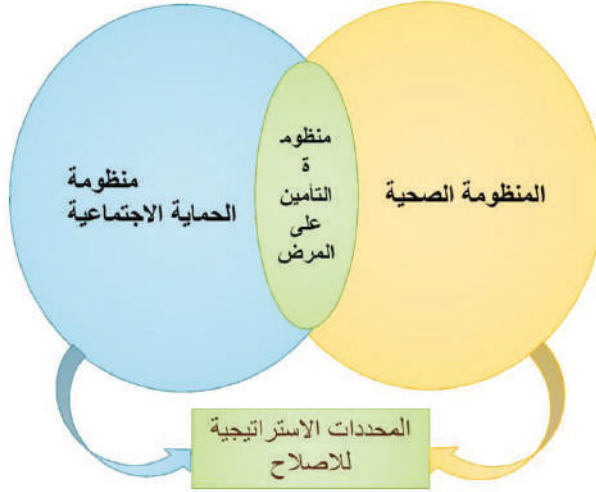 المنظومة الصحية
منظوم
ة
التأمين
على
المرض
منظومة
الحماية الاجتماعية
المحددات الاستراتيجية
للاصلاح